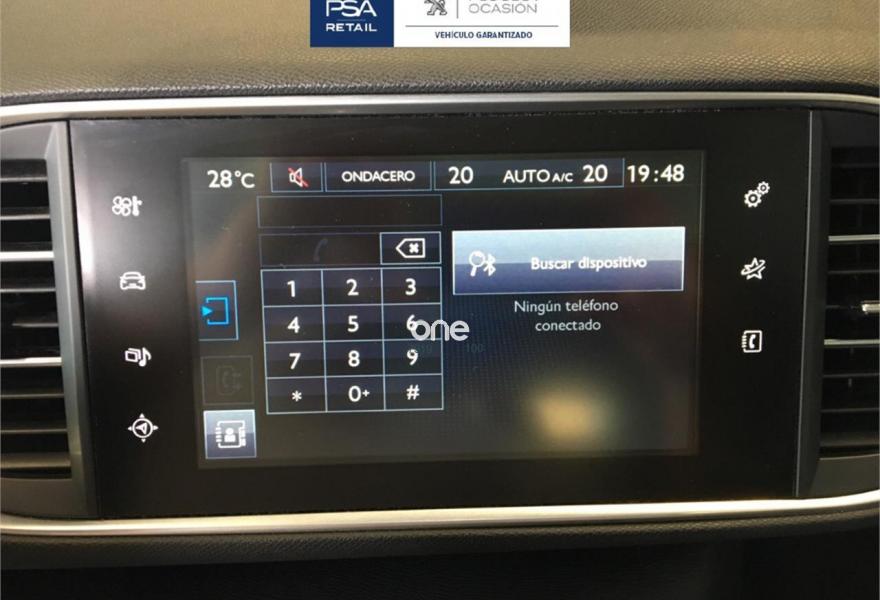 PSA
RETAIL
PEUGEOT
OCASIÓN
VEHÍCULO GARANTIZADO
28°C ONDACERO 20 AUTO A/C 20 19:48
1 2 3
4 5 6
7 8 9
* 0+ #
Buscar dispositivo
Ningún teléfono
conectado
one